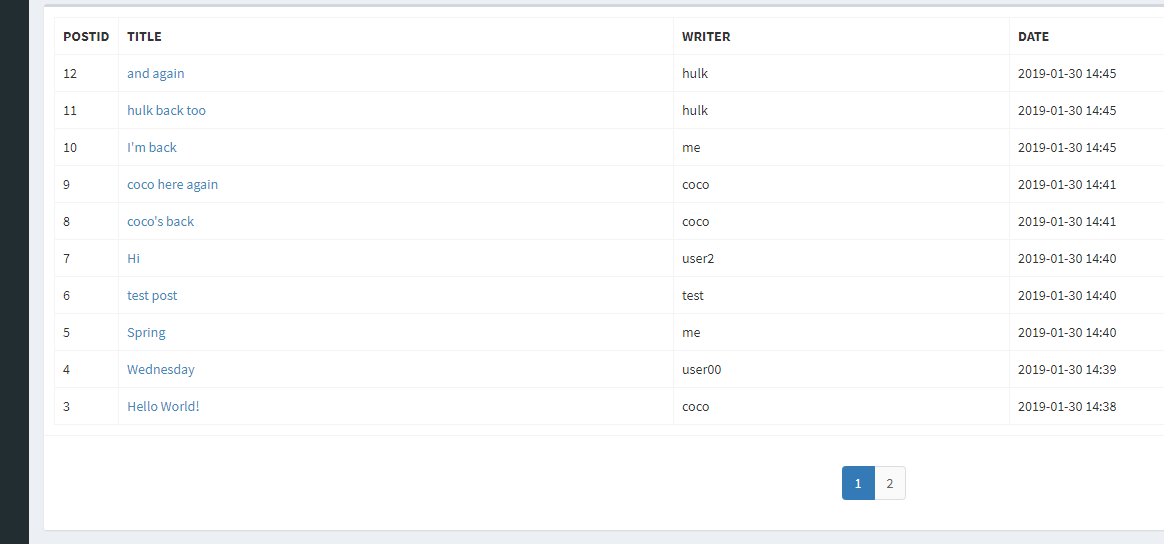 POSTID TITLE WRITER DATE
12 and again hulk 2019-01-30 14:45
11 hulk back too hulk 2019-01-30 14:45
10 I'm back me 2019-01-30 14:45
9 coco here again coco 2019-01-30 14:41
8 coco's back coco 2019-01-30 14:41
7 Hi user2 2019-01-30 14:40
6 test post test 2019-01-30 14:40
5 Spring me 2019-01-30 14:40
4 Wednesday user00 2019-01-30 14:39
3 Hello World! coco 2019-01-30 14:38
1 2